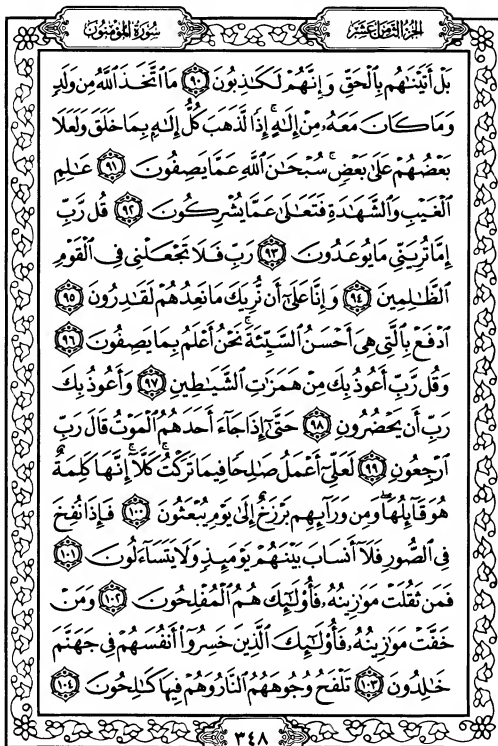 الجزء الثامن عشر
سورة المؤمنون
بَلْ أَتَيْنَٰهُم بِٱلْحَقِّ وَإِنَّهُمْ لَكَٰذِبُونَ ٩٠ مَا ٱتَّخَذَ ٱللَّهُ مِن وَلَدٍ
وَمَا كَانَ مَعَهُۥ مِنْ إِلَٰهٍ ۚ إِذًا لَّذَهَبَ كُلُّ إِلَٰهٍۭ بِمَا خَلَقَ وَلَعَلَا
بَعْضُهُمْ عَلَىٰ بَعْضٍ ۚ سُبْحَٰنَ ٱللَّهِ عَمَّا يَصِفُونَ ٩١ عَٰلِمِ
ٱلْغَيْبِ وَٱلشَّهَٰدَةِ فَتَعَٰلَىٰ عَمَّا يُشْرِكُونَ ٩٢ قُل رَّبِّ
إِمَّا تُرِيَنِّى مَا يُوعَدُونَ ٩٣ رَبِّ فَلَا تَجْعَلْنِى فِى ٱلْقَوْمِ
ٱلظَّٰلِمِينَ ٩٤ وَإِنَّا عَلَىٰٓ أَن نُّرِيَكَ مَا نَعِدُهُمْ لَقَٰدِرُونَ ٩٥
ٱدْفَعْ بِٱلَّتِى هِىَ أَحْسَنُ ٱلسَّيِّئَةَ ۚ نَحْنُ أَعْلَمُ بِمَا يَصِفُونَ ٩٦
وَقُل رَّبِّ أَعُوذُ بِكَ مِنْ هَمَزَٰتِ ٱلشَّيَٰطِينِ ٩٧ وَأَعُوذُ بِكَ
رَبِّ أَن يَحْضُرُونِ ٩٨ حَتَّىٰٓ إِذَا جَآءَ أَحَدَهُمُ ٱلْمَوْتُ قَالَ رَبِّ
ٱرْجِعُونِ ٩٩ لَعَلِّىٓ أَعْمَلُ صَٰلِحًا فِيمَا تَرَكْتُ ۚ كَلَّآ ۚ إِنَّهَا كَلِمَةٌ
هُوَ قَآئِلُهَا ۖ وَمِن وَرَآئِهِم بَرْزَخٌ إِلَىٰ يَوْمِ يُبْعَثُونَ ١٠٠ فَإِذَا نُفِخَ
فِى ٱلصُّورِ فَلَآ أَنسَابَ بَيْنَهُمْ يَوْمَئِذٍ وَلَا يَتَسَآءَلُونَ ١٠١
فَمَن ثَقُلَتْ مَوَٰزِينُهُۥ فَأُو۟لَٰٓئِكَ هُمُ ٱلْمُفْلِحُونَ ١٠٢ وَمَنْ
خَفَّتْ مَوَٰزِينُهُۥ فَأُو۟لَٰٓئِكَ ٱلَّذِينَ خَسِرُوٓا۟ أَنفُسَهُمْ فِى جَهَنَّمَ
خَٰلِدُونَ ١٠٣ تَلْفَحُ وُجُوهَهُمُ ٱلنَّارُ وَهُمْ فِيهَا كَٰلِحُونَ ١٠٤
٣٤٨